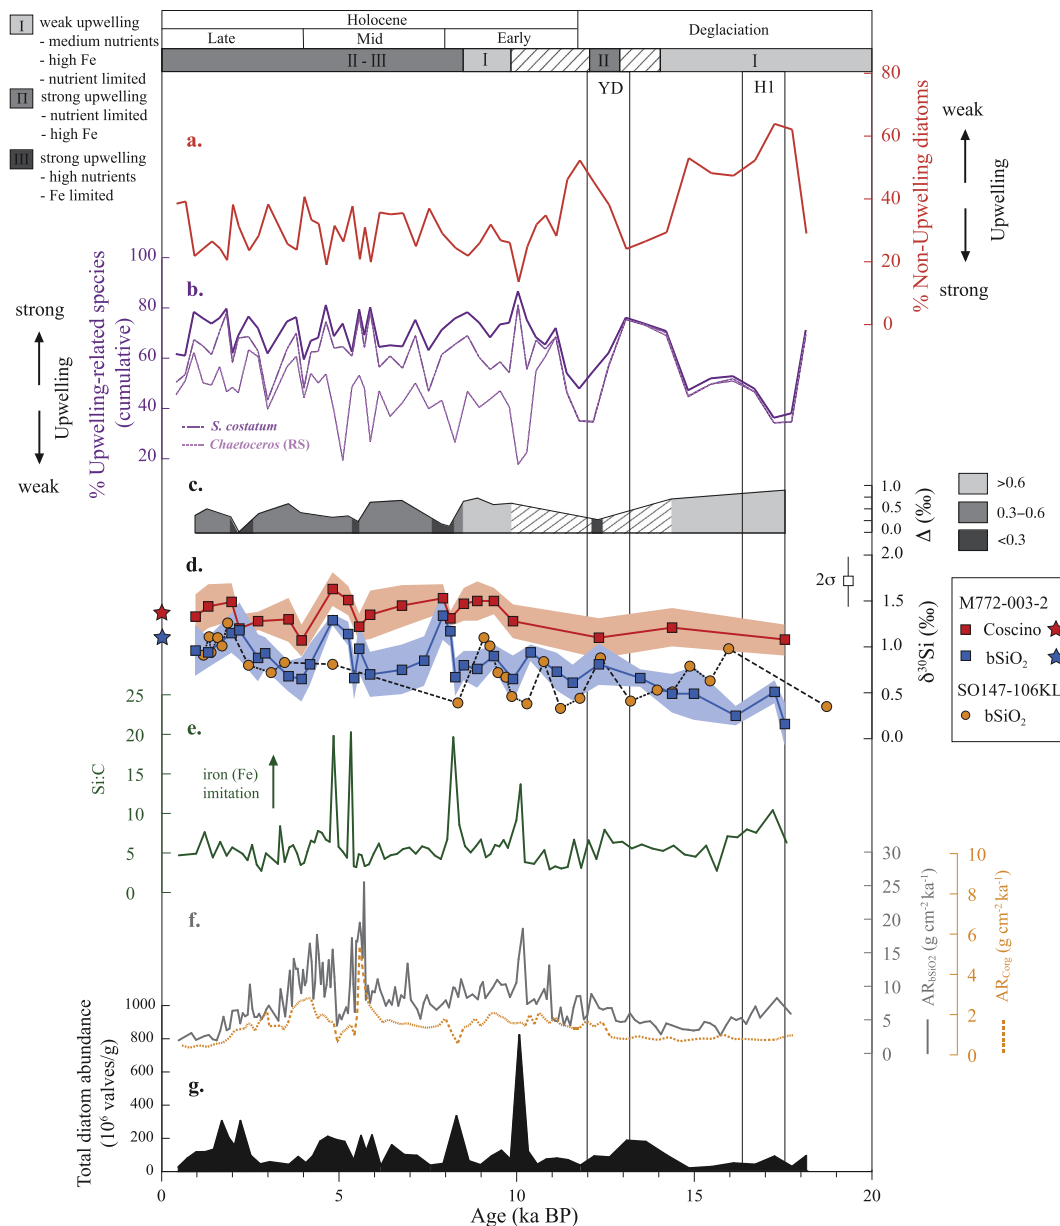 I
weak upwelling
- medium nutrients
- high Fe
- nutrient limited
II
strong upwelling
- nutrient limited
- high Fe
III
strong upwelling
- high nutrients
- Fe limited
Holocene
Deglaciation
Late
Mid
Early
II - III
I
II
I
YD
H1
a.
80
60
40
20
0
% Non-Upwelling diatoms
weak
Upwelling
strong
b.
100
80
60
40
20
% Upwelling-related species
(cumulative)
strong
Upwelling
weak
S. costatum
Chaetoceros (RS)
c.
1.0
0.5
0.0
Δ (‰)
>0.6
0.3–0.6
<0.3
d.
2.0
1.5
1.0
0.5
0.0
δ30Si (‰)
2σ
M772-003-2
Coscino
bSiO2
SO147-106KL
bSiO2
e.
25
20
15
10
5
0
Si:C
iron (Fe)
imitation
f.
30
25
20
15
10
5
0
ARbSiO2 (g cm-2 ka-1)
10
8
6
4
2
0
ARCorg (g cm-2 ka-1)
g.
1000
800
600
400
200
0
Total diatom abundance
(10⁶ valves/g)
0
5
10
15
20
Age (ka BP)